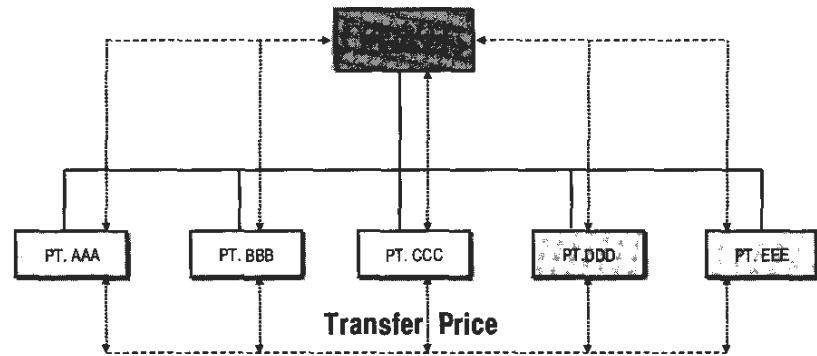 PT. AAA
PT. BBB
PT. CCC
PT.DDD
PT.EEE
Transfer Price